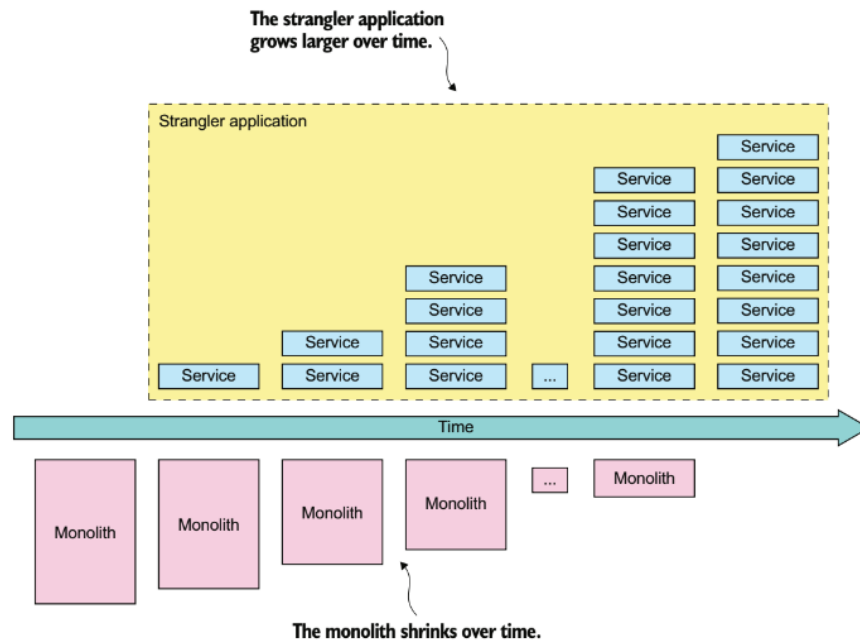 The strangler application
grows larger over time.
Strangler application
Service
Service Service
Service Service
Service Service
Service Service Service
Service Service Service
Service Service Service Service
Service Service Service ... Service Service
Time
Monolith Monolith Monolith Monolith ... Monolith
The monolith shrinks over time.